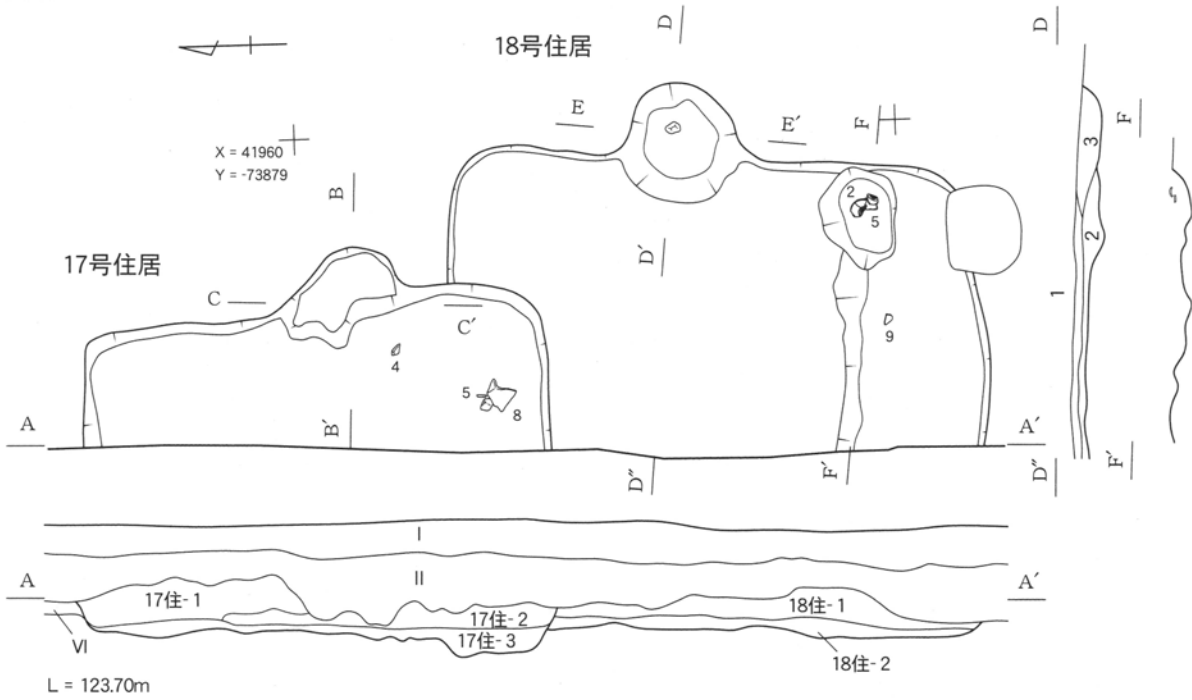 18号住居
D
D
E
E′
F
F
X = 41960
Y = -73879
B
3
2
5
2
D′
17号住居
C
C′
1
9
4
5
8
A
B′
A′
D″
F′
D″
F′
I
II
A
A′
17住-1
17住-2
18住-1
17住-3
VI
18住-2
L = 123.70m